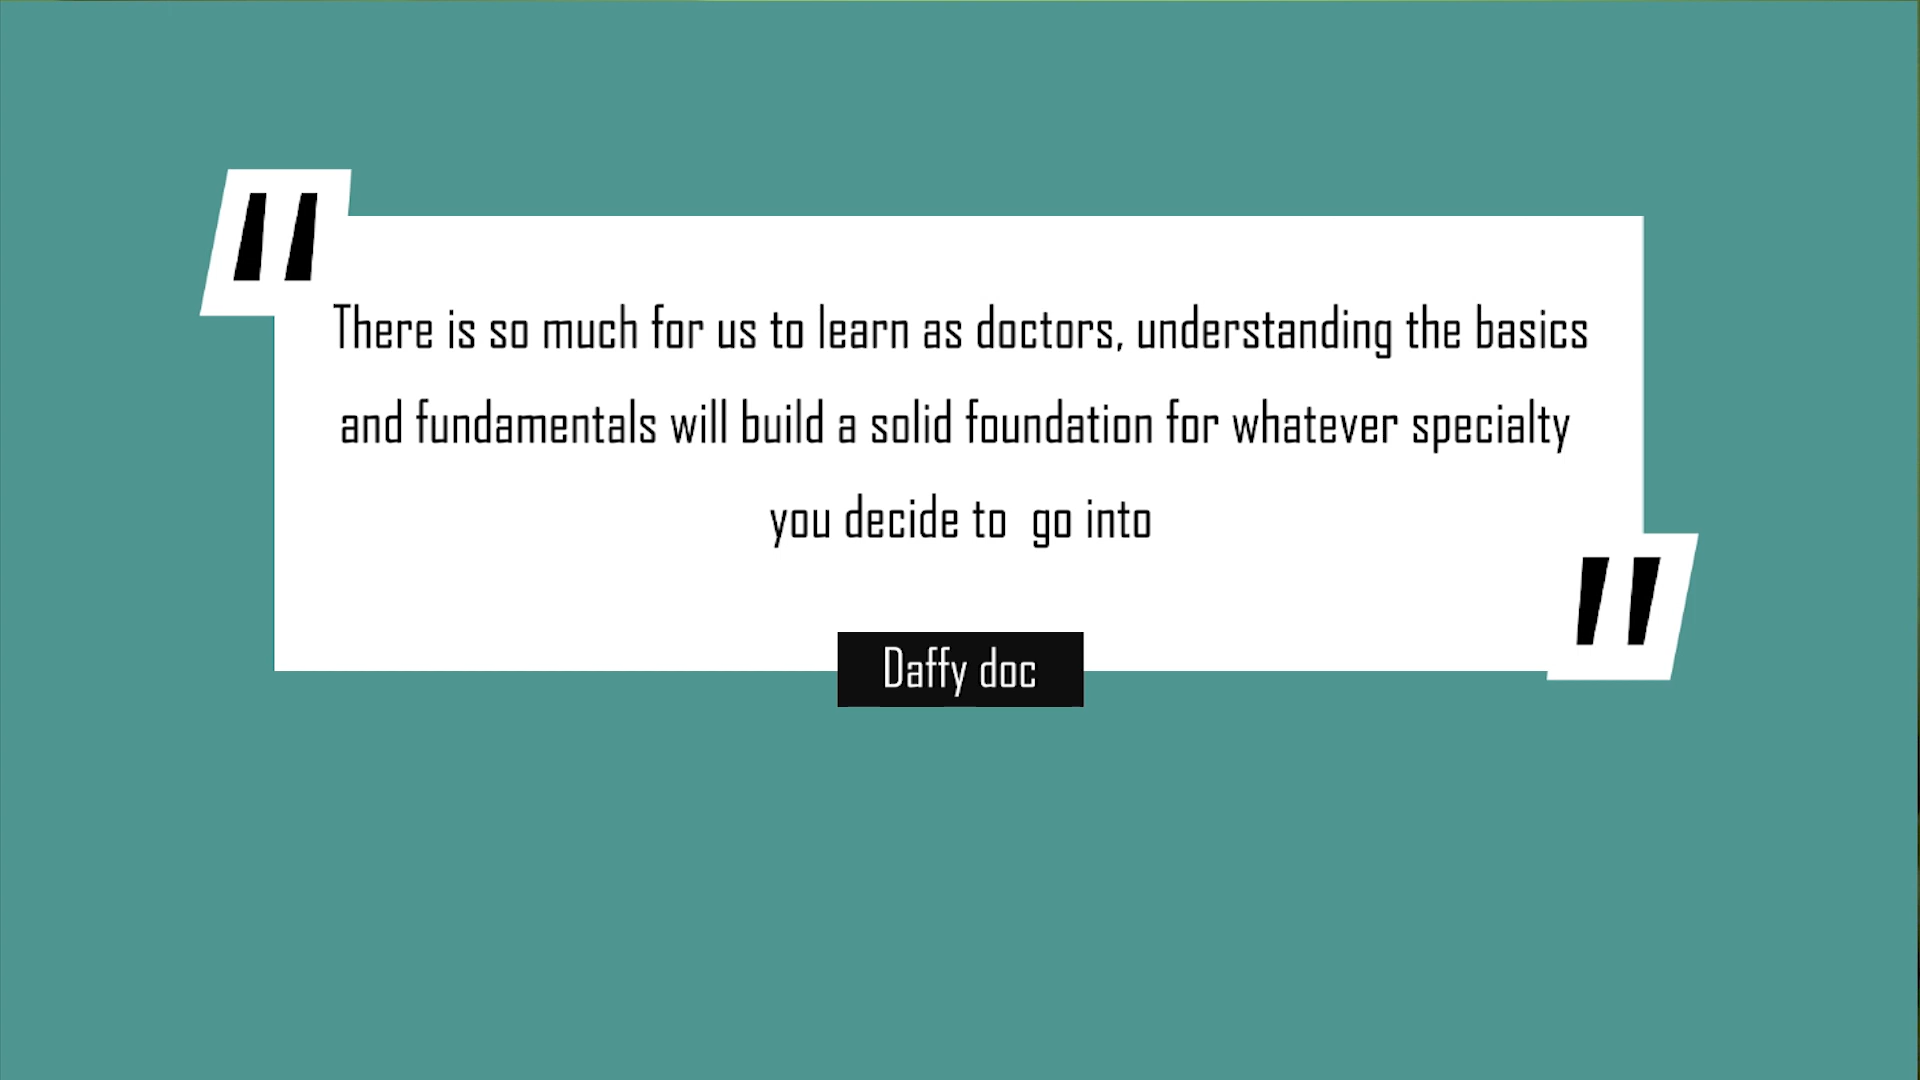 "
There is so much for us to learn as doctors, understanding the basics
and fundamentals will build a solid foundation for whatever specialty
you decide to  go into
"
Daffy doc